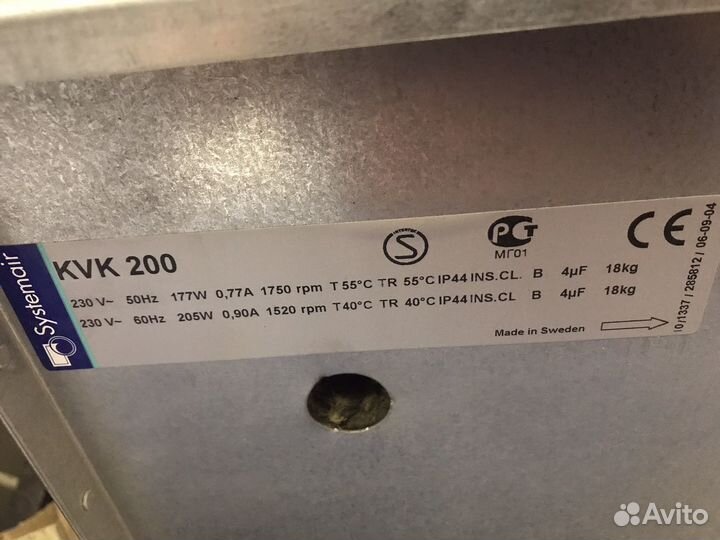 Systemair
KVK 200
S
РСТ
МГ01
CE
230 V~ 50Hz 177W 0,77A 1750 rpm T 55°C TR 55°C IP44 INS.CL. B 4µF 18kg
230 V~ 60Hz 205W 0,90A 1520 rpm T40°C TR 40°C IP44 INS.CL B 4µF 18kg
Made in Sweden
10/1337 / 285812 / 06-09-04
Avito